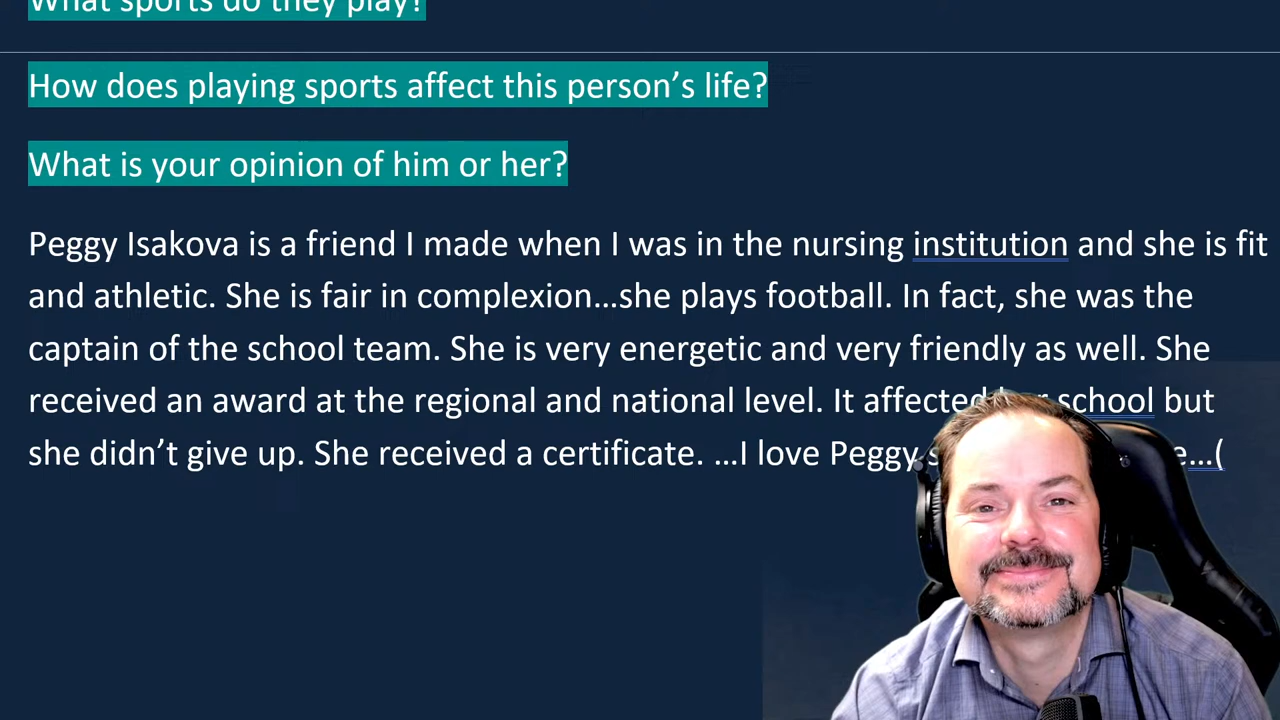 What sports do they play?
How does playing sports affect this person’s life?
What is your opinion of him or her?
Peggy Isakova is a friend I made when I was in the nursing institution and she is fit
and athletic. She is fair in complexion…she plays football. In fact, she was the
captain of the school team. She is very energetic and very friendly as well. She
received an award at the regional and national level. It affected her school but
she didn’t give up. She received a certificate. …I love Peggy …(